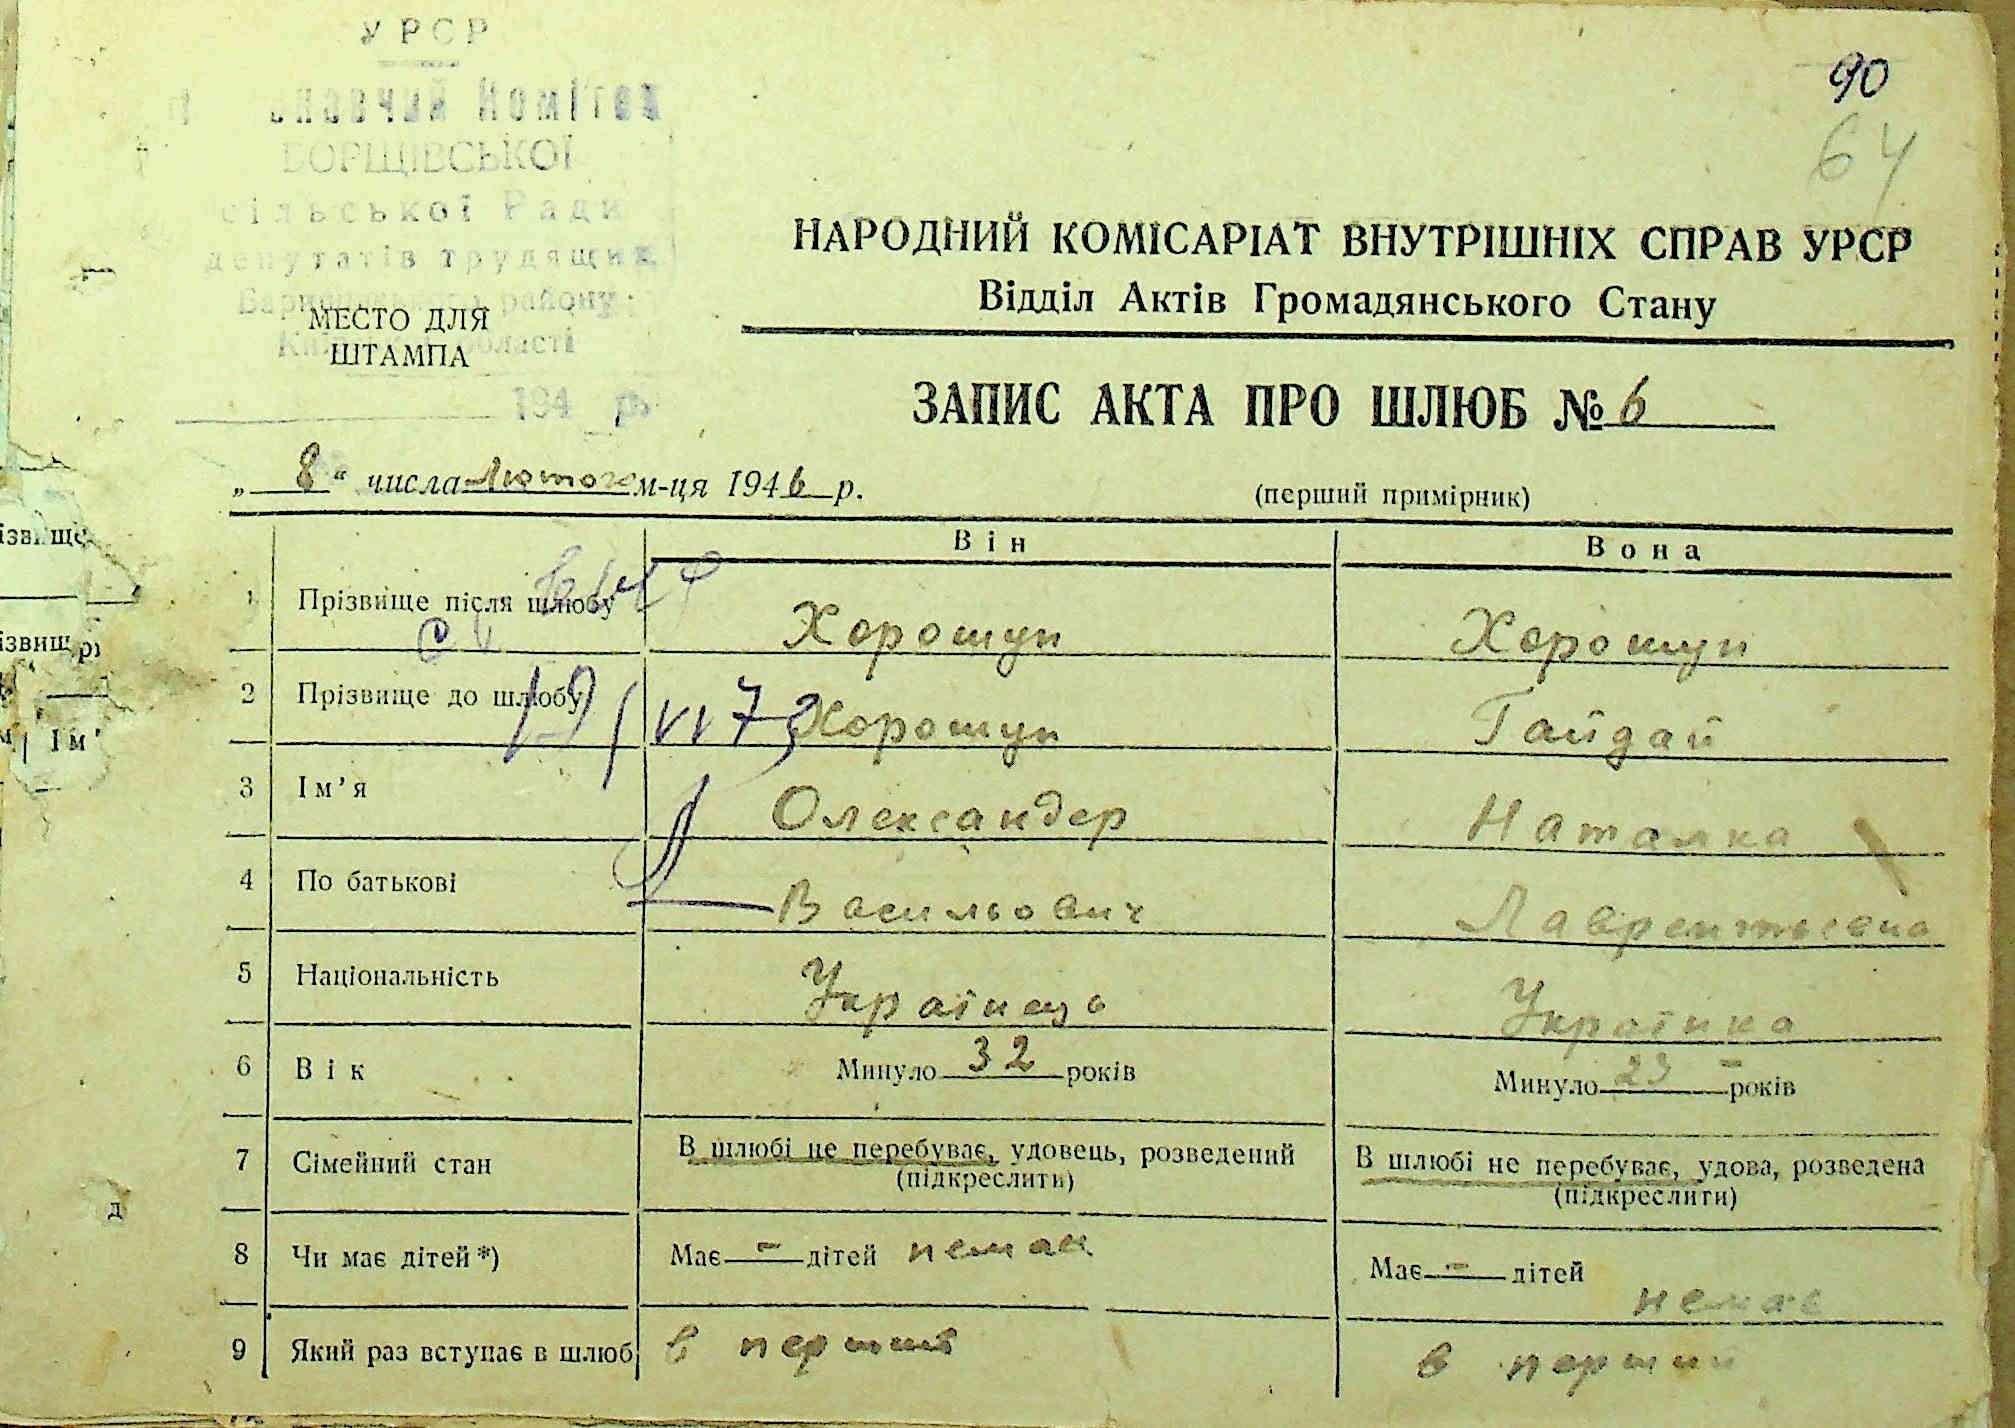 УРСР
БОРЩІВСЬКОЇ
сільської Ради
депутатів трудящих
району
області
МЕСТО ДЛЯ
ШТАМПА
194 р.
90
64
НАРОДНИЙ КОМІСАРІАТ ВНУТРІШНІХ СПРАВ УРСР
Відділ Актів Громадянського Стану
ЗАПИС АКТА ПРО ШЛЮБ № 6
„ 8 “ числа Лютого м-ця 1946 р.
(перший примірник)
Він Вона
1 Прізвище після шлюбу Хорошун Хорошун
2 Прізвище до шлюбу Хорошун Гайдай
3 Ім’я Олександер Наталка
4 По батькові Васильович Лаврентьєвна
5 Національність Українець Українка
6 Вік Минуло 32 років Минуло 23 років
7 Сімейний стан В шлюбі не перебуває, удовець, розведений В шлюбі не перебуває, удова, розведена
(підкреслити) (підкреслити)
8 Чи має дітей *) Має - дітей немає Має - дітей
немає
9 Який раз вступає в шлюб в перший в перший